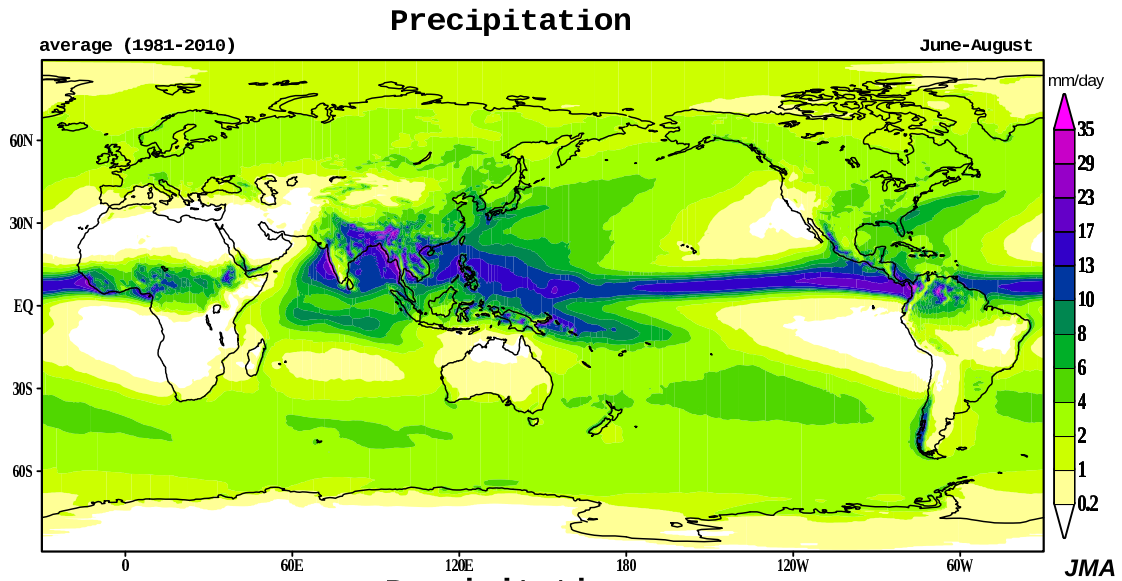 Precipitation
average (1981-2010) June-August
mm/day
35
29
23
17
13
10
8
6
4
2
1
0.2
60N
30N
EQ
30S
60S
0 60E 120E 180 120W 60W
JMA
Precipitation